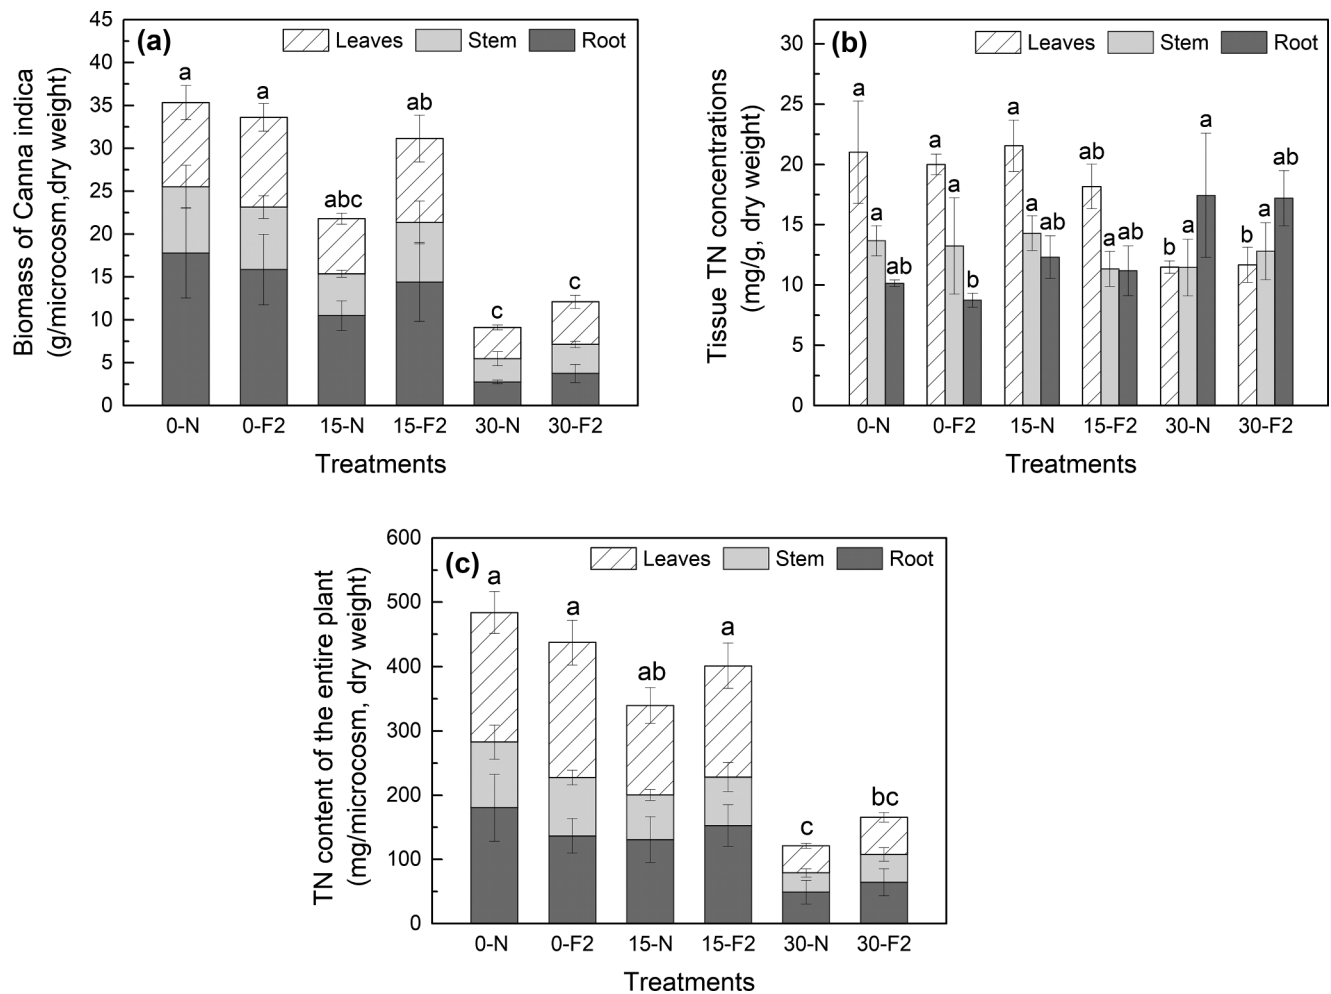 (a)
Leaves Stem Root
45
40
35
30
25
20
15
10
5
0
Biomass of Canna indica
(g/microcosm,dry weight)
a a abc ab c c
0-N 0-F2 15-N 15-F2 30-N 30-F2
Treatments
(b)
Leaves Stem Root
30
25
20
15
10
5
0
Tissue TN concentrations
(mg/g, dry weight)
a a ab a a b a a ab ab a ab b a a b a ab
0-N 0-F2 15-N 15-F2 30-N 30-F2
Treatments
(c)
Leaves Stem Root
600
500
400
300
200
100
0
TN content of the entire plant
(mg/microcosm, dry weight)
a a ab a c bc
0-N 0-F2 15-N 15-F2 30-N 30-F2
Treatments